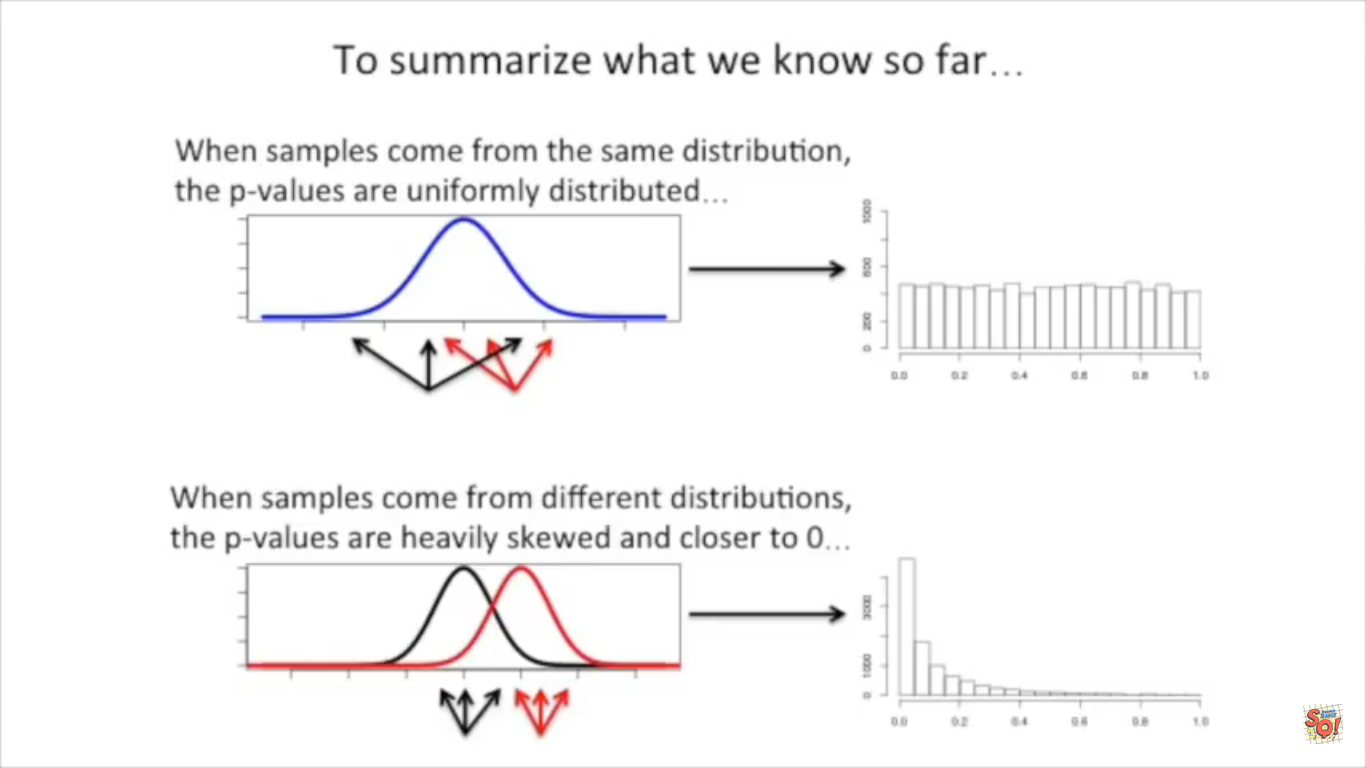 To summarize what we know so far...
When samples come from the same distribution,
the p-values are uniformly distributed...
1000
600
200
0
0.0 0.2 0.4 0.6 0.8 1.0
When samples come from different distributions,
the p-values are heavily skewed and closer to 0...
3000
1000
0
0.0 0.2 0.4 0.6 0.8 1.0
SQ!